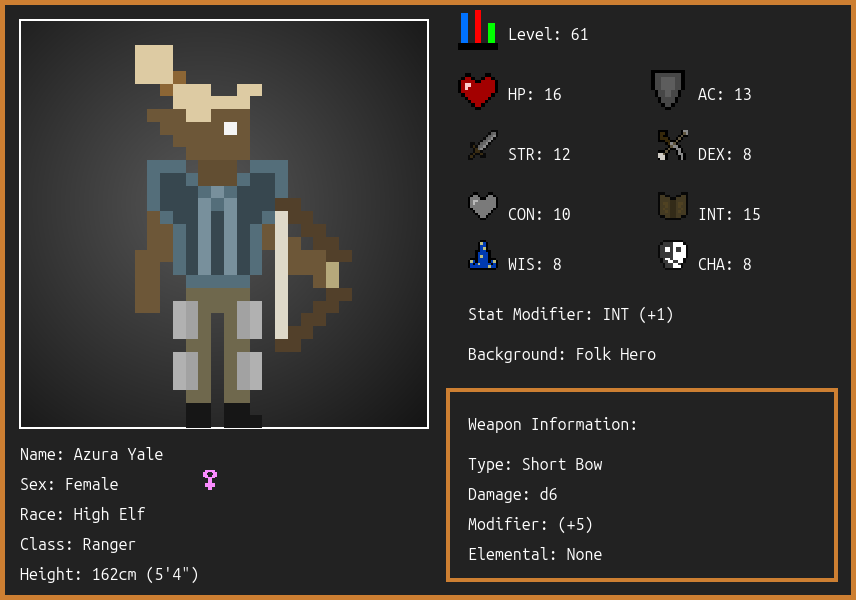 Level: 61
HP: 16
AC: 13
STR: 12
DEX: 8
CON: 10
INT: 15
WIS: 8
CHA: 8
Stat Modifier: INT (+1)
Background: Folk Hero
Weapon Information:
Type: Short Bow
Damage: d6
Modifier: (+5)
Elemental: None
Name: Azura Yale
Sex: Female
Race: High Elf
Class: Ranger
Height: 162cm (5'4")